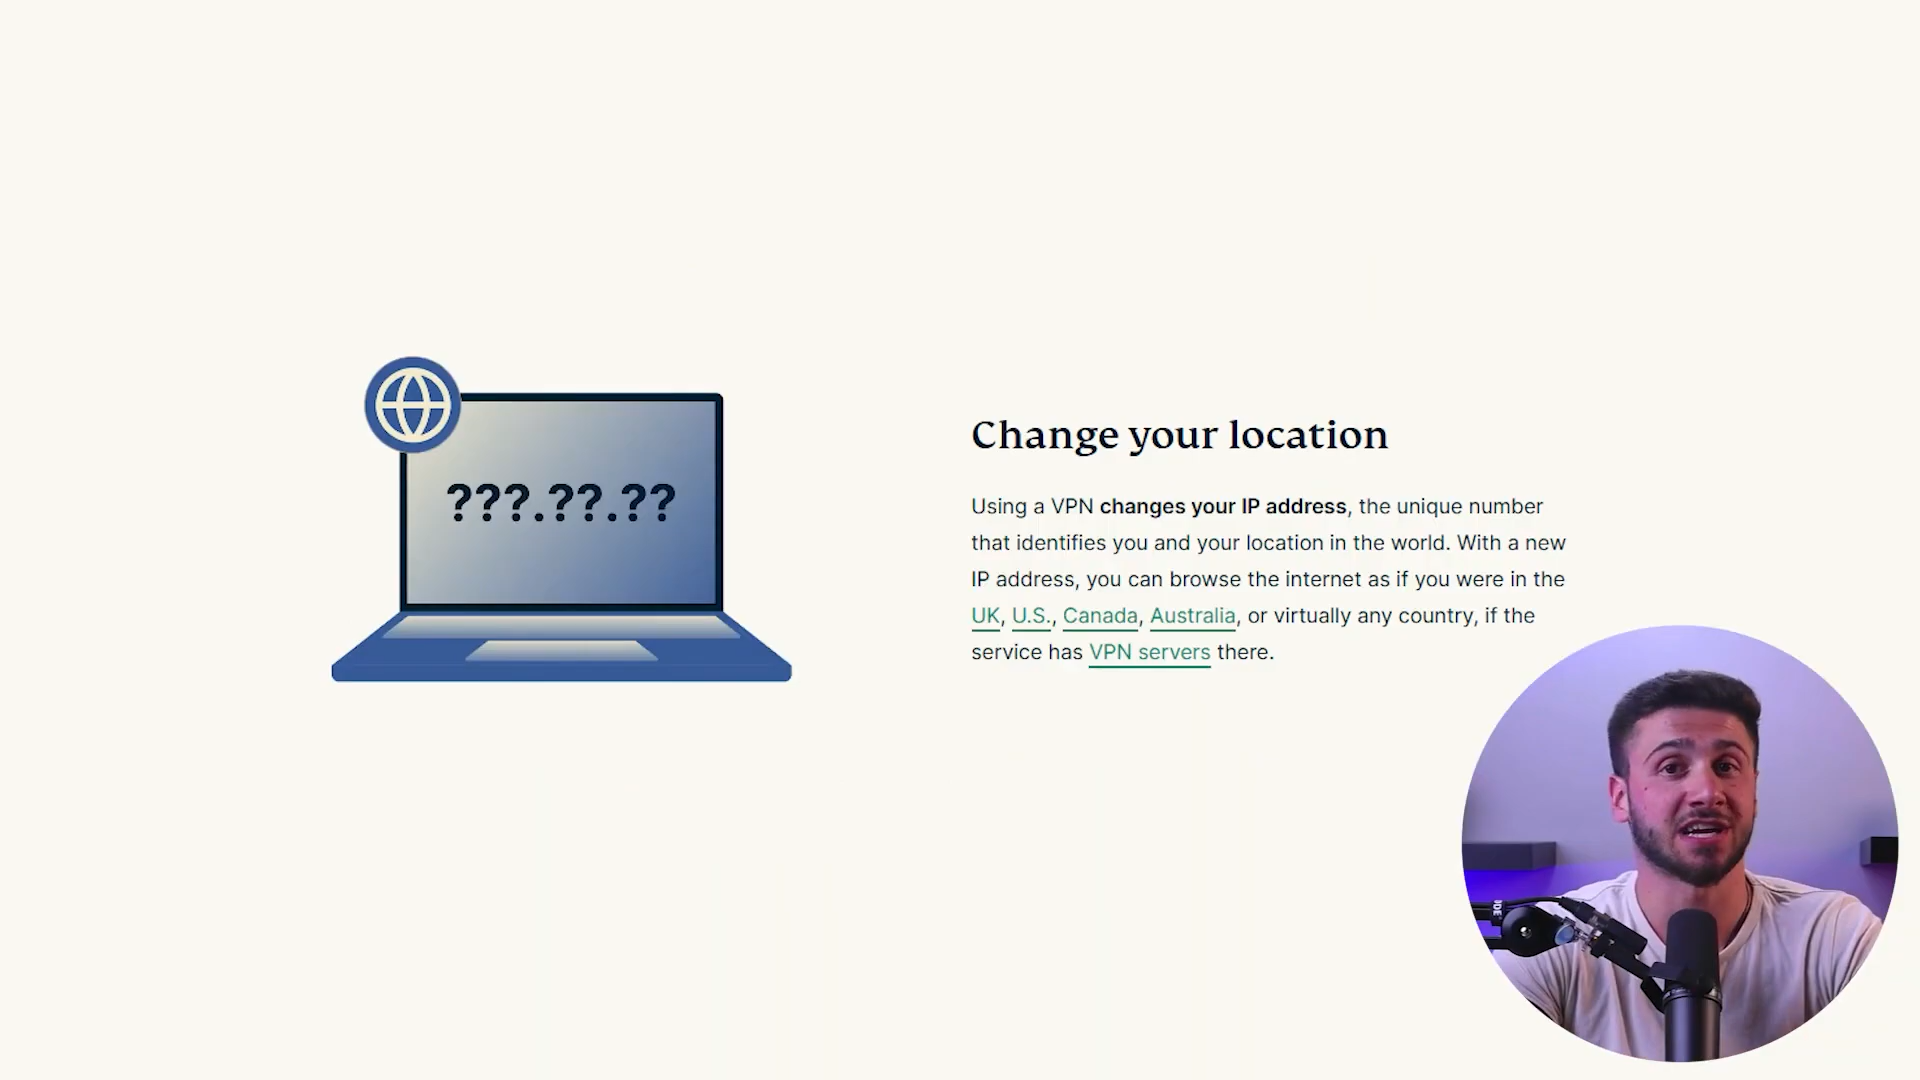 ???.??.??
Change your location
Using a VPN changes your IP address, the unique number
that identifies you and your location in the world. With a new
IP address, you can browse the internet as if you were in the
UK, U.S., Canada, Australia, or virtually any country, if the
service has VPN servers there.